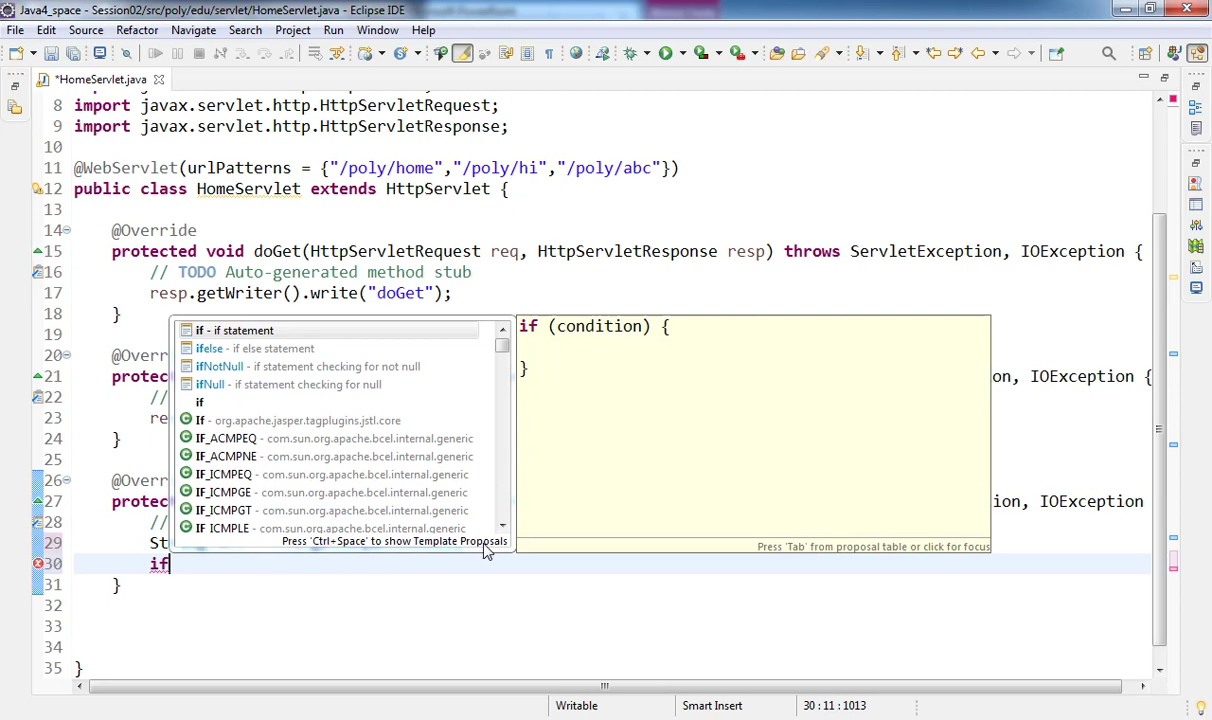 Java4_space - Session02/src/poly/edu/servlet/HomeServlet.java - Eclipse IDE
File Edit Source Refactor Navigate Search Project Run Window Help
*HomeServlet.java
8 import javax.servlet.http.HttpServletRequest;
9 import javax.servlet.http.HttpServletResponse;
10
11 @WebServlet(urlPatterns = {"/poly/home","/poly/hi","/poly/abc"})
12 public class HomeServlet extends HttpServlet {
13
14 @Override
15 protected void doGet(HttpServletRequest req, HttpServletResponse resp) throws ServletException, IOException {
16 // TODO Auto-generated method stub
17 resp.getWriter().write("doGet");
18 }
if - if statement
ifelse - if else statement
ifNotNull - if statement checking for not null
ifNull - if statement checking for null
if
If - org.apache.jasper.tagplugins.jstl.core
IF_ACMPEQ - com.sun.org.apache.bcel.internal.generic
IF_ACMPNE - com.sun.org.apache.bcel.internal.generic
IF_ICMPEQ - com.sun.org.apache.bcel.internal.generic
IF_ICMPGE - com.sun.org.apache.bcel.internal.generic
IF_ICMPGT - com.sun.org.apache.bcel.internal.generic
IF_ICMPLE - com.sun.org.apache.bcel.internal.generic
Press 'Ctrl+Space' to show Template Proposals
if (condition) {
}
Press 'Tab' from proposal table or click for focus
20 @Overr
21 protec on, IOException {
22 //
23 re
24 }
25
26 @Overr
27 protec ion, IOException
28 //
29 St
30 if
31 }
32
33
34
35 }
Writable Smart Insert 30 : 11 : 1013